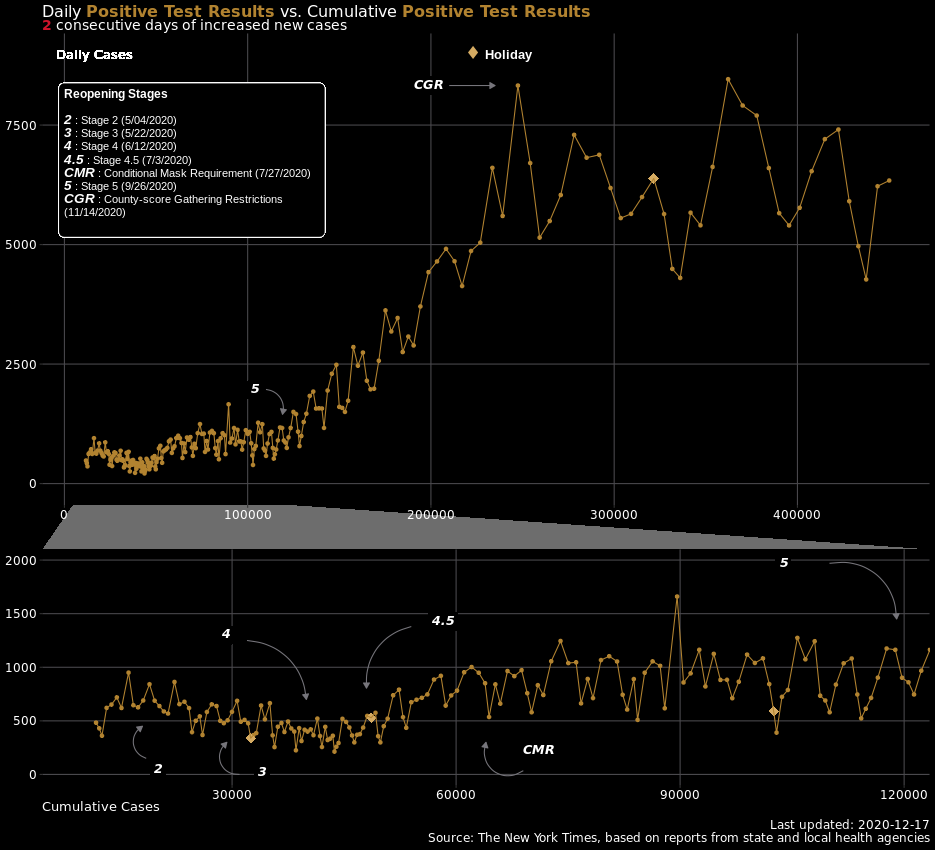 Daily Positive Test Results vs. Cumulative Positive Test Results
2 consecutive days of increased new cases
Daily Cases
Holiday
CGR
Reopening Stages
2 : Stage 2 (5/04/2020)
3 : Stage 3 (5/22/2020)
4 : Stage 4 (6/12/2020)
4.5 : Stage 4.5 (7/3/2020)
CMR : Conditional Mask Requirement (7/27/2020)
5 : Stage 5 (9/26/2020)
CGR : County-score Gathering Restrictions
(11/14/2020)
7500
5000
2500
5
0
0 100000 200000 300000 400000
2000
5
1500
4.5
4
1000
500
CMR
2
3
0
30000 60000 90000 120000
Cumulative Cases
Last updated: 2020-12-17
Source: The New York Times, based on reports from state and local health agencies